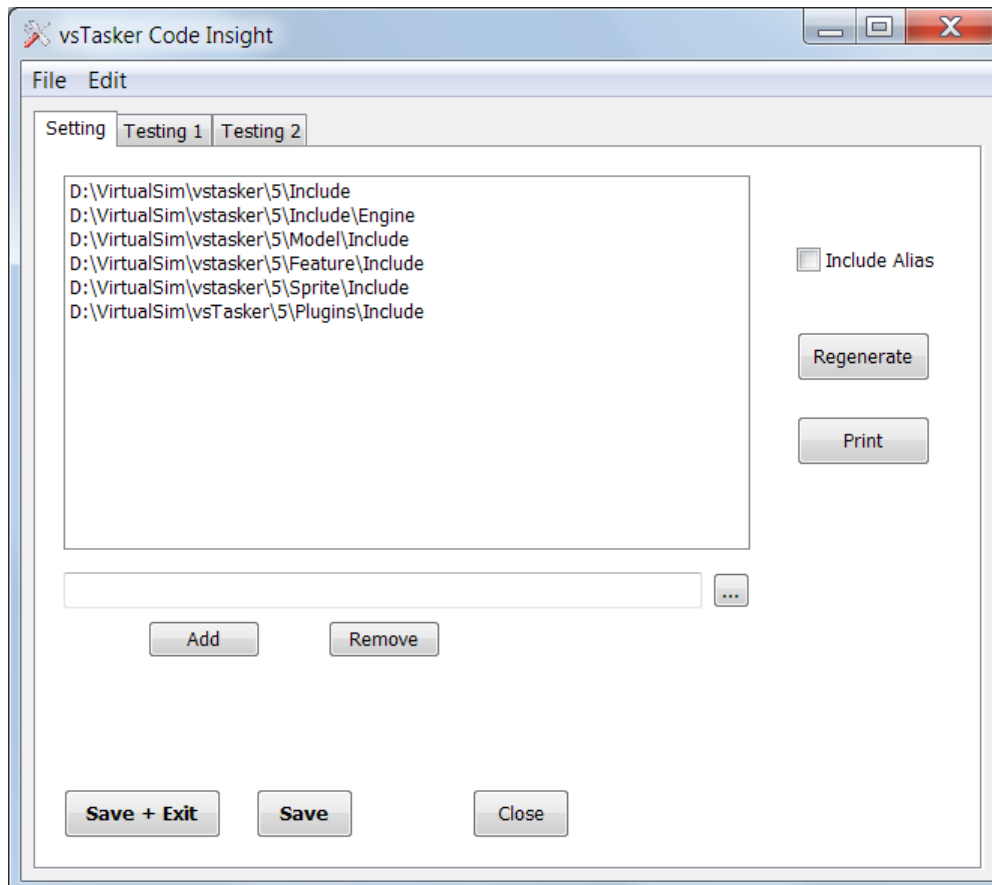 vsTasker Code Insight
File Edit
Setting Testing 1 Testing 2
D:\VirtualSim\vstasker\5\Include
D:\VirtualSim\vstasker\5\Include\Engine
D:\VirtualSim\vstasker\5\Model\Include
D:\VirtualSim\vstasker\5\Feature\Include
D:\VirtualSim\vstasker\5\Sprite\Include
D:\VirtualSim\vsTasker\5\Plugins\Include
Include Alias
Regenerate
Print
...
Add Remove
Save + Exit Save Close